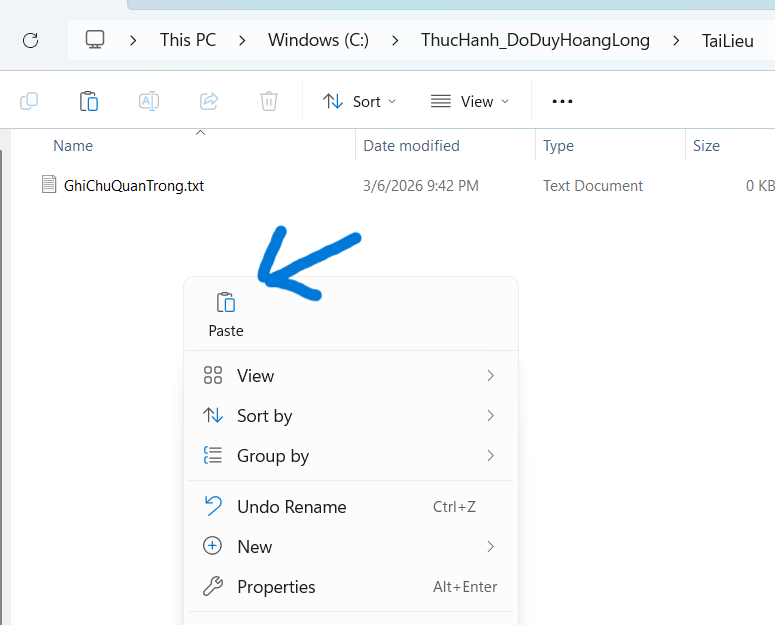 This PC > Windows (C:) > ThucHanh_DoDuyHoangLong > TaiLieu
Sort View
Name Date modified Type Size
GhiChuQuanTrong.txt 3/6/2026 9:42 PM Text Document 0 KB
Paste
View
Sort by
Group by
Undo Rename Ctrl+Z
New
Properties Alt+Enter